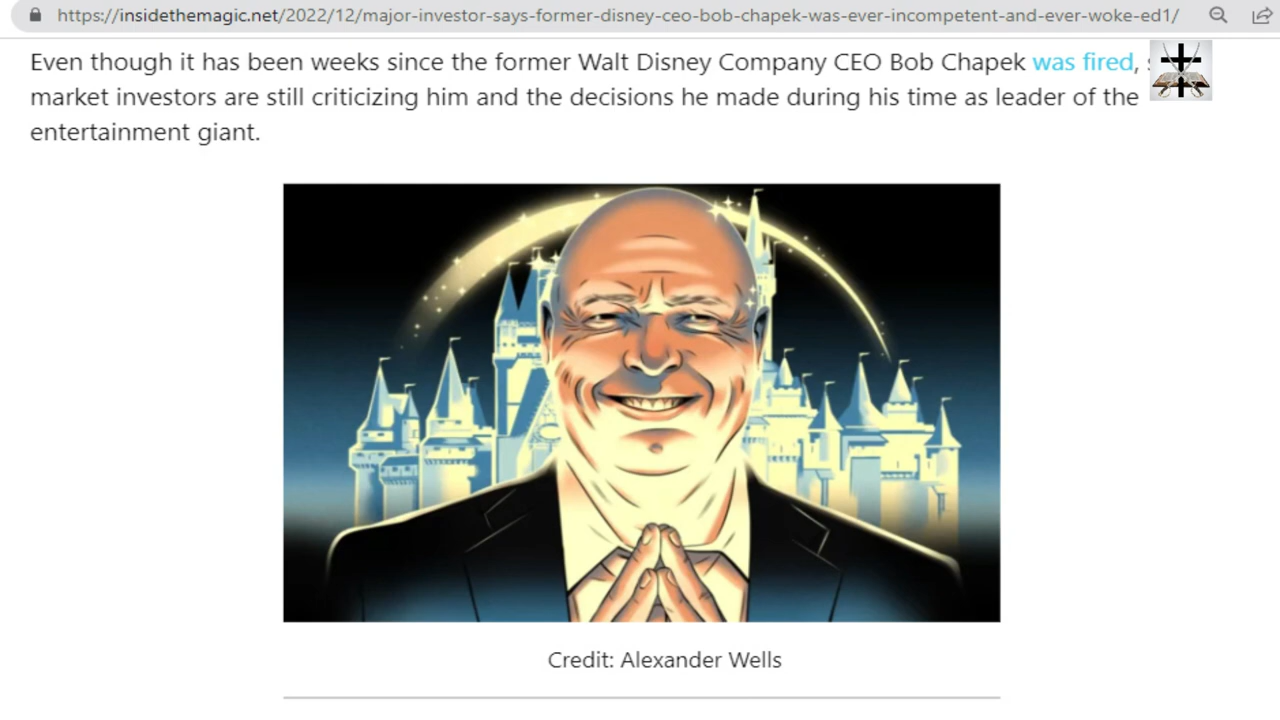 https://insidethemagic.net/2022/12/major-investor-says-former-disney-ceo-bob-chapek-was-ever-incompetent-and-ever-woke-ed1/
Even though it has been weeks since the former Walt Disney Company CEO Bob Chapek was fired,
market investors are still criticizing him and the decisions he made during his time as leader of the
entertainment giant.
Credit: Alexander Wells